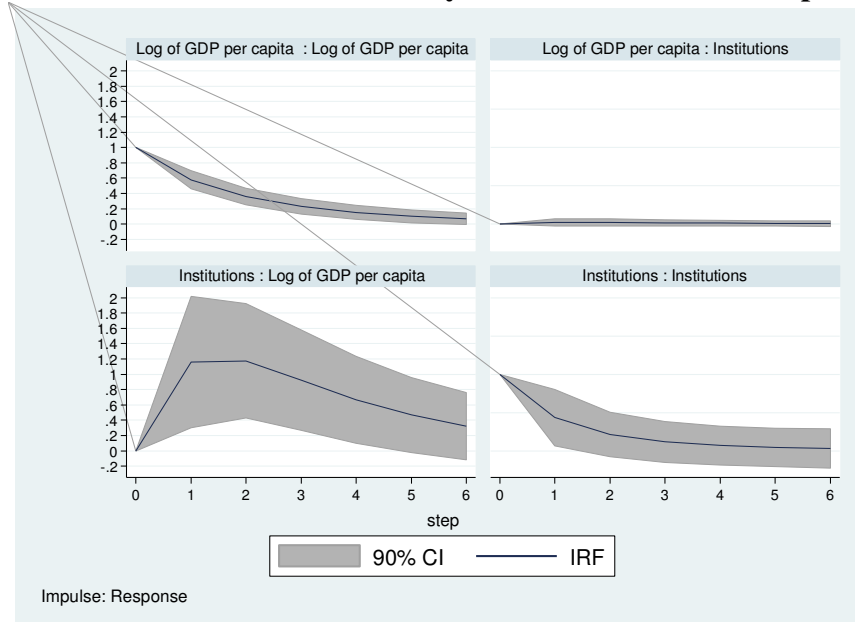 Log of GDP per capita : Log of GDP per capita
Log of GDP per capita : Institutions
2
1.8
1.6
1.4
1.2
1
.8
.6
.4
.2
0
-.2
Institutions : Log of GDP per capita
Institutions : Institutions
2
1.8
1.6
1.4
1.2
1
.8
.6
.4
.2
0
-.2
0 1 2 3 4 5 6
0 1 2 3 4 5 6
step
90% CI
IRF
Impulse: Response